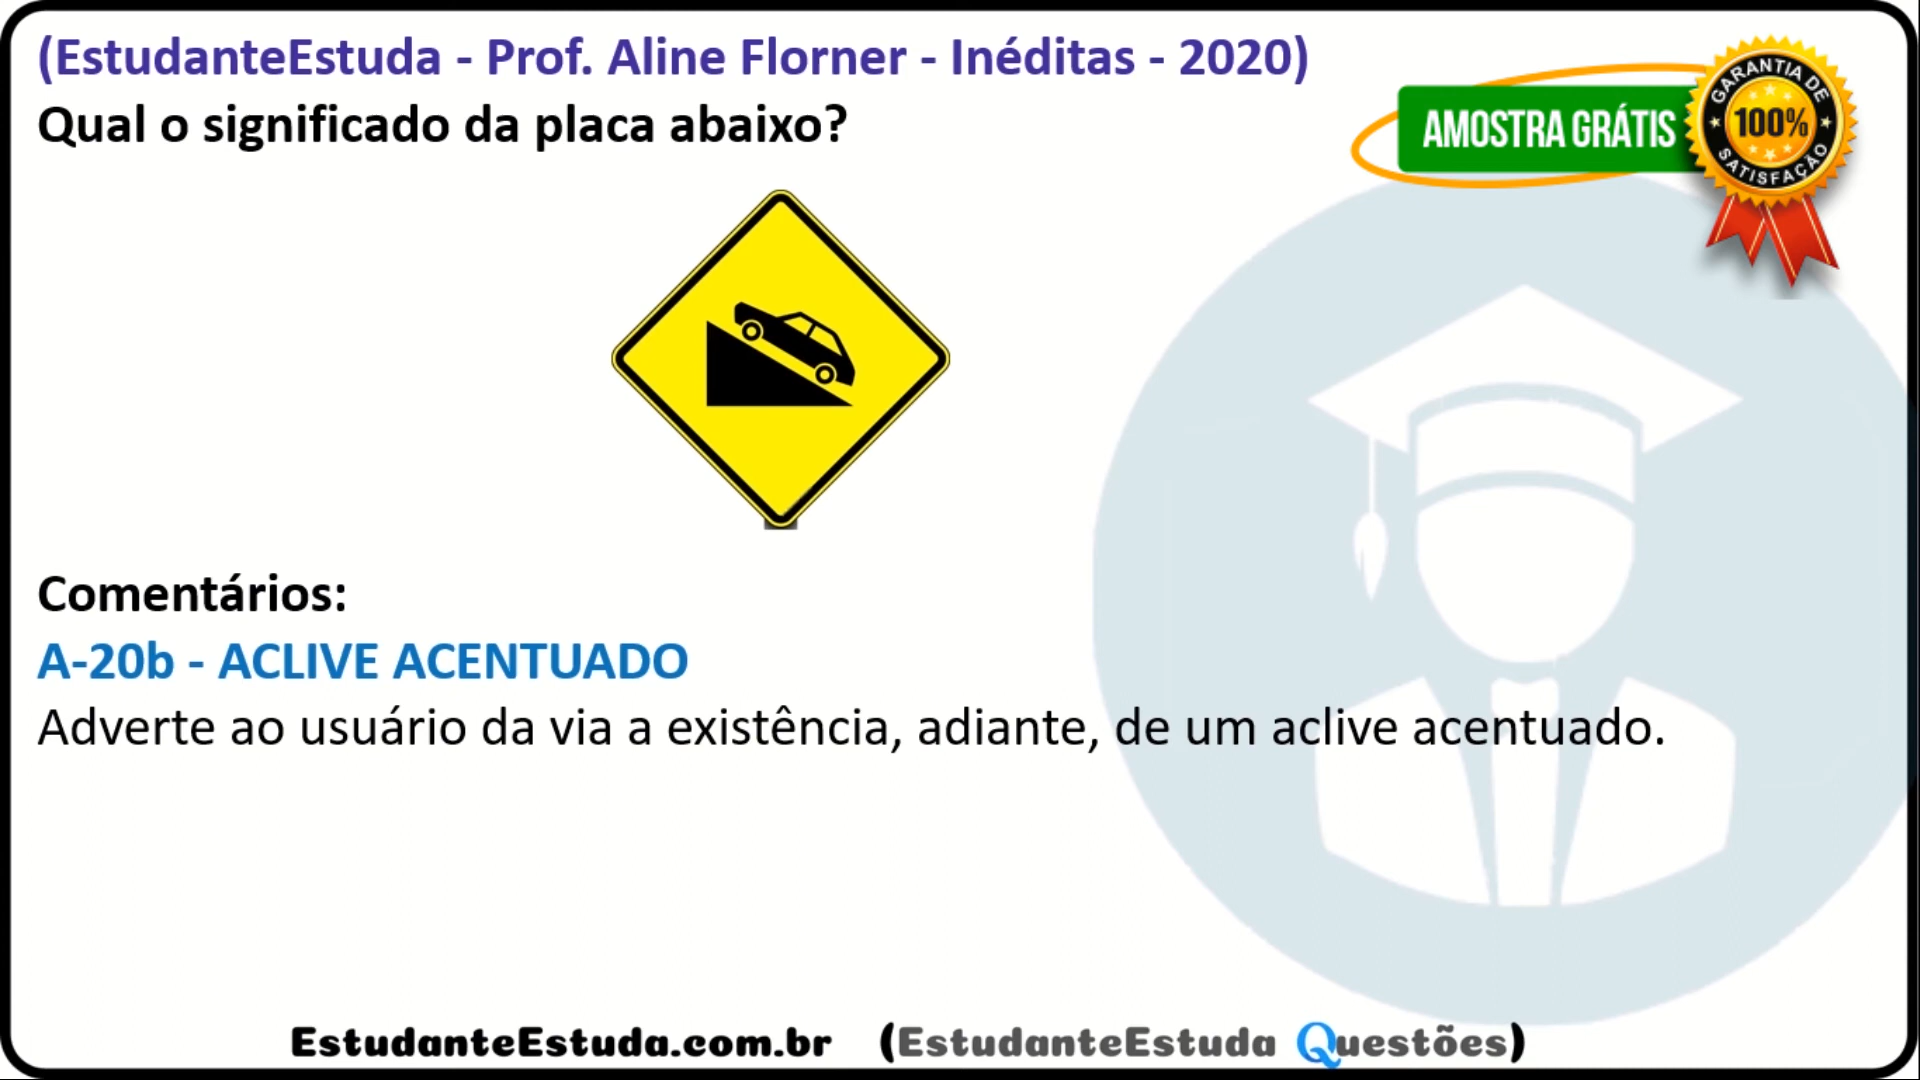 (EstudanteEstuda - Prof. Aline Florner - Inéditas - 2020)
Qual o significado da placa abaixo?
AMOSTRA GRÁTIS
GARANTIA DE
100%
SATISFAÇÃO
Comentários:
A-20b - ACLIVE ACENTUADO
Adverte ao usuário da via a existência, adiante, de um aclive acentuado.
EstudanteEstuda.com.br (EstudanteEstuda Questões)